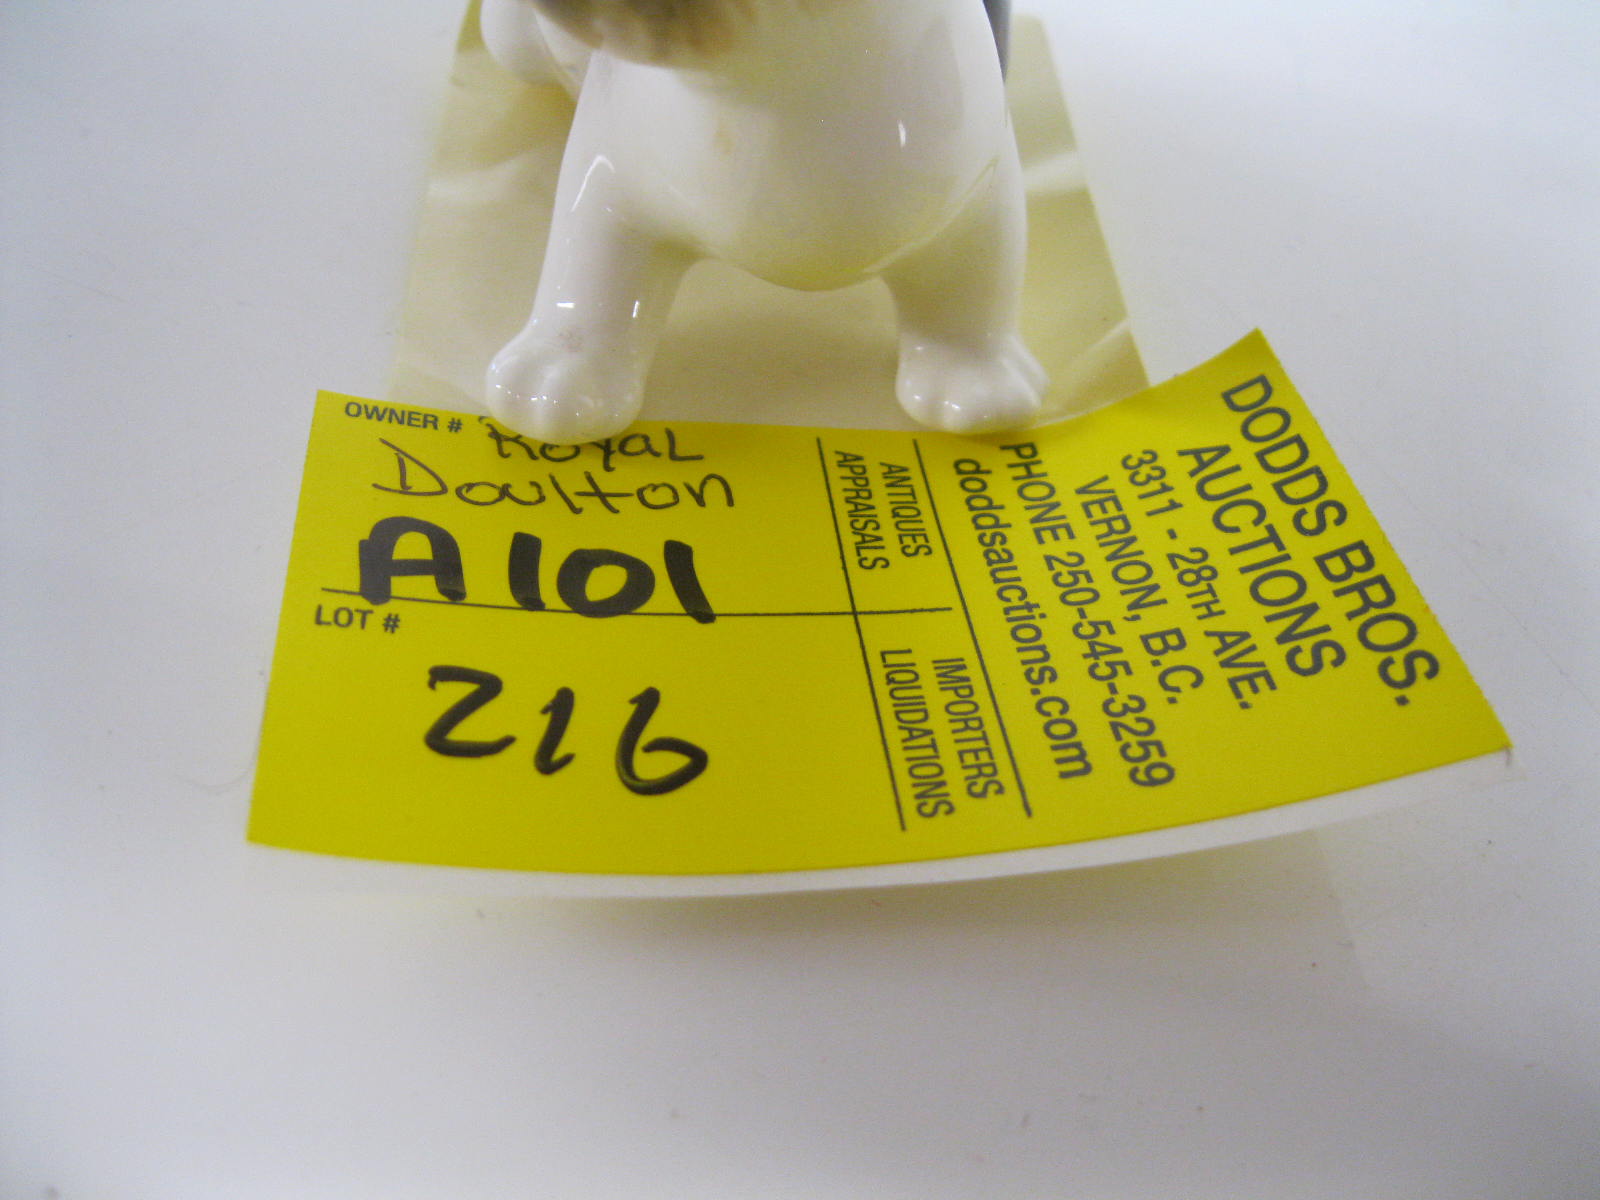 OWNER # Royal
Doulton
A101
LOT #
216
ANTIQUES
APPRAISALS
IMPORTERS
LIQUIDATIONS
DODDS BROS.
AUCTIONS
3311 - 28TH AVE.
VERNON, B.C.
PHONE 250-545-3259
doddsauctions.com